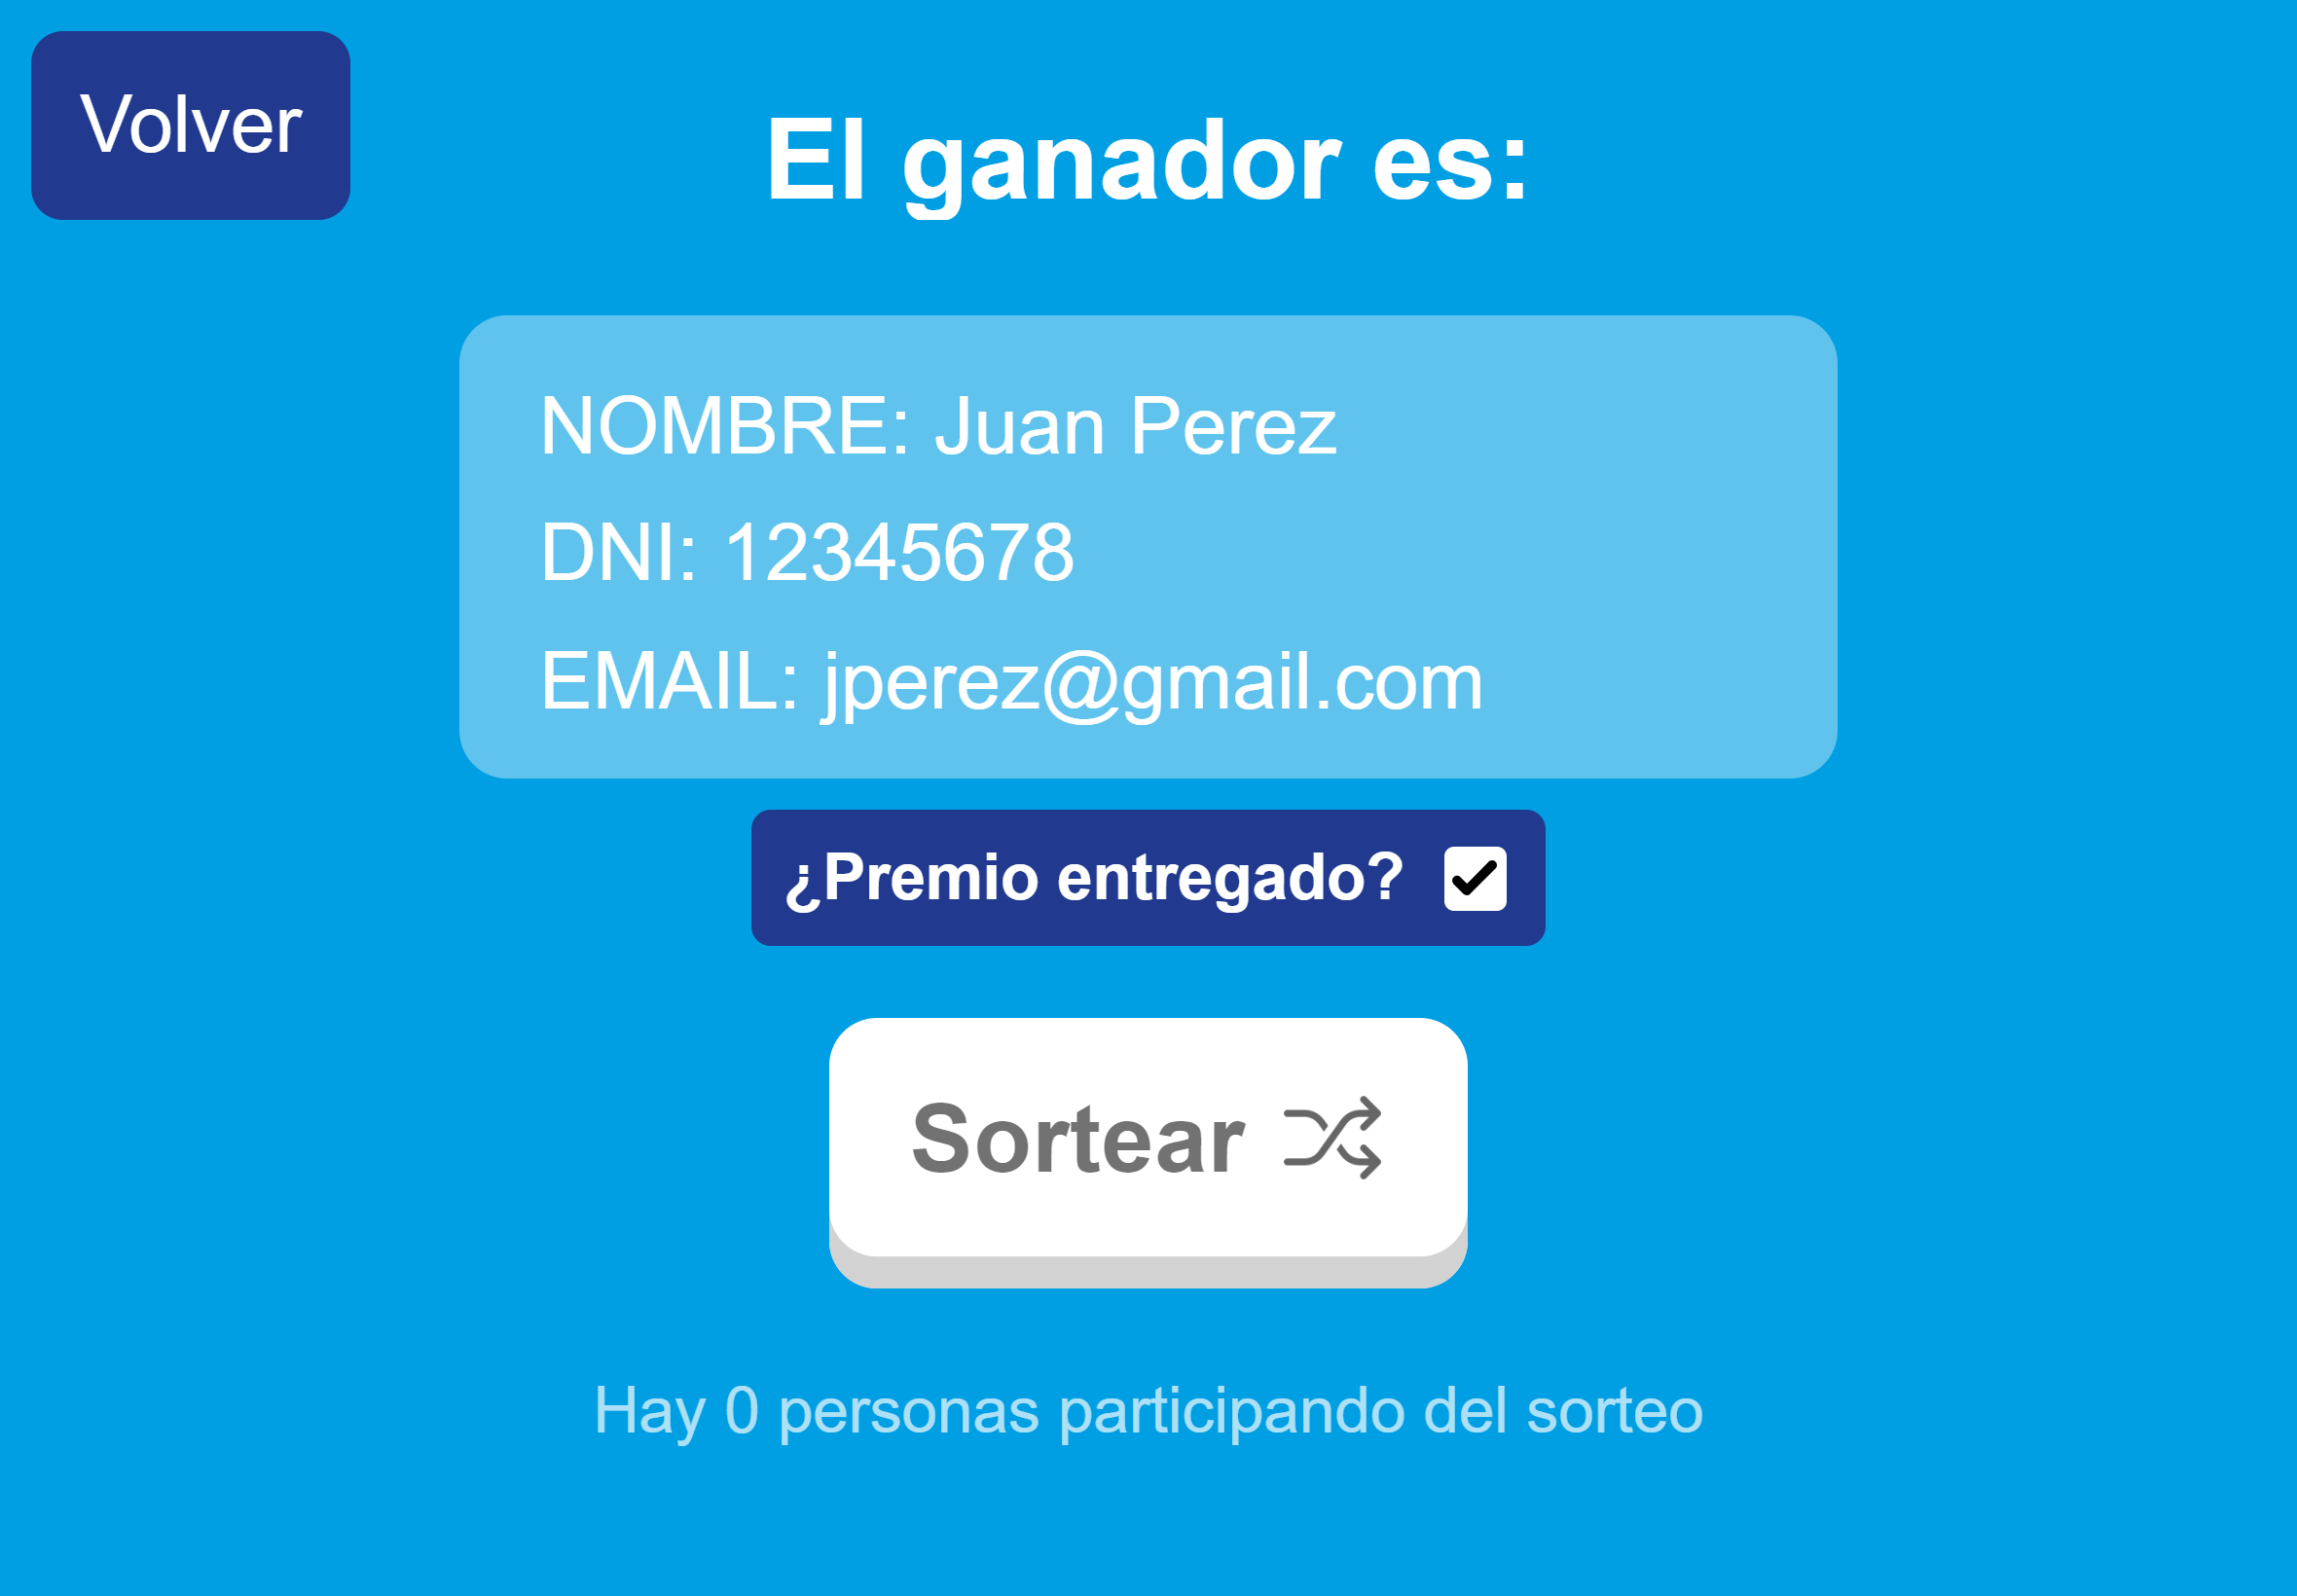 Volver
El ganador es:
NOMBRE: Juan Perez
DNI: 12345678
EMAIL: jperez@gmail.com
¿Premio entregado?
Sortear
Hay 0 personas participando del sorteo